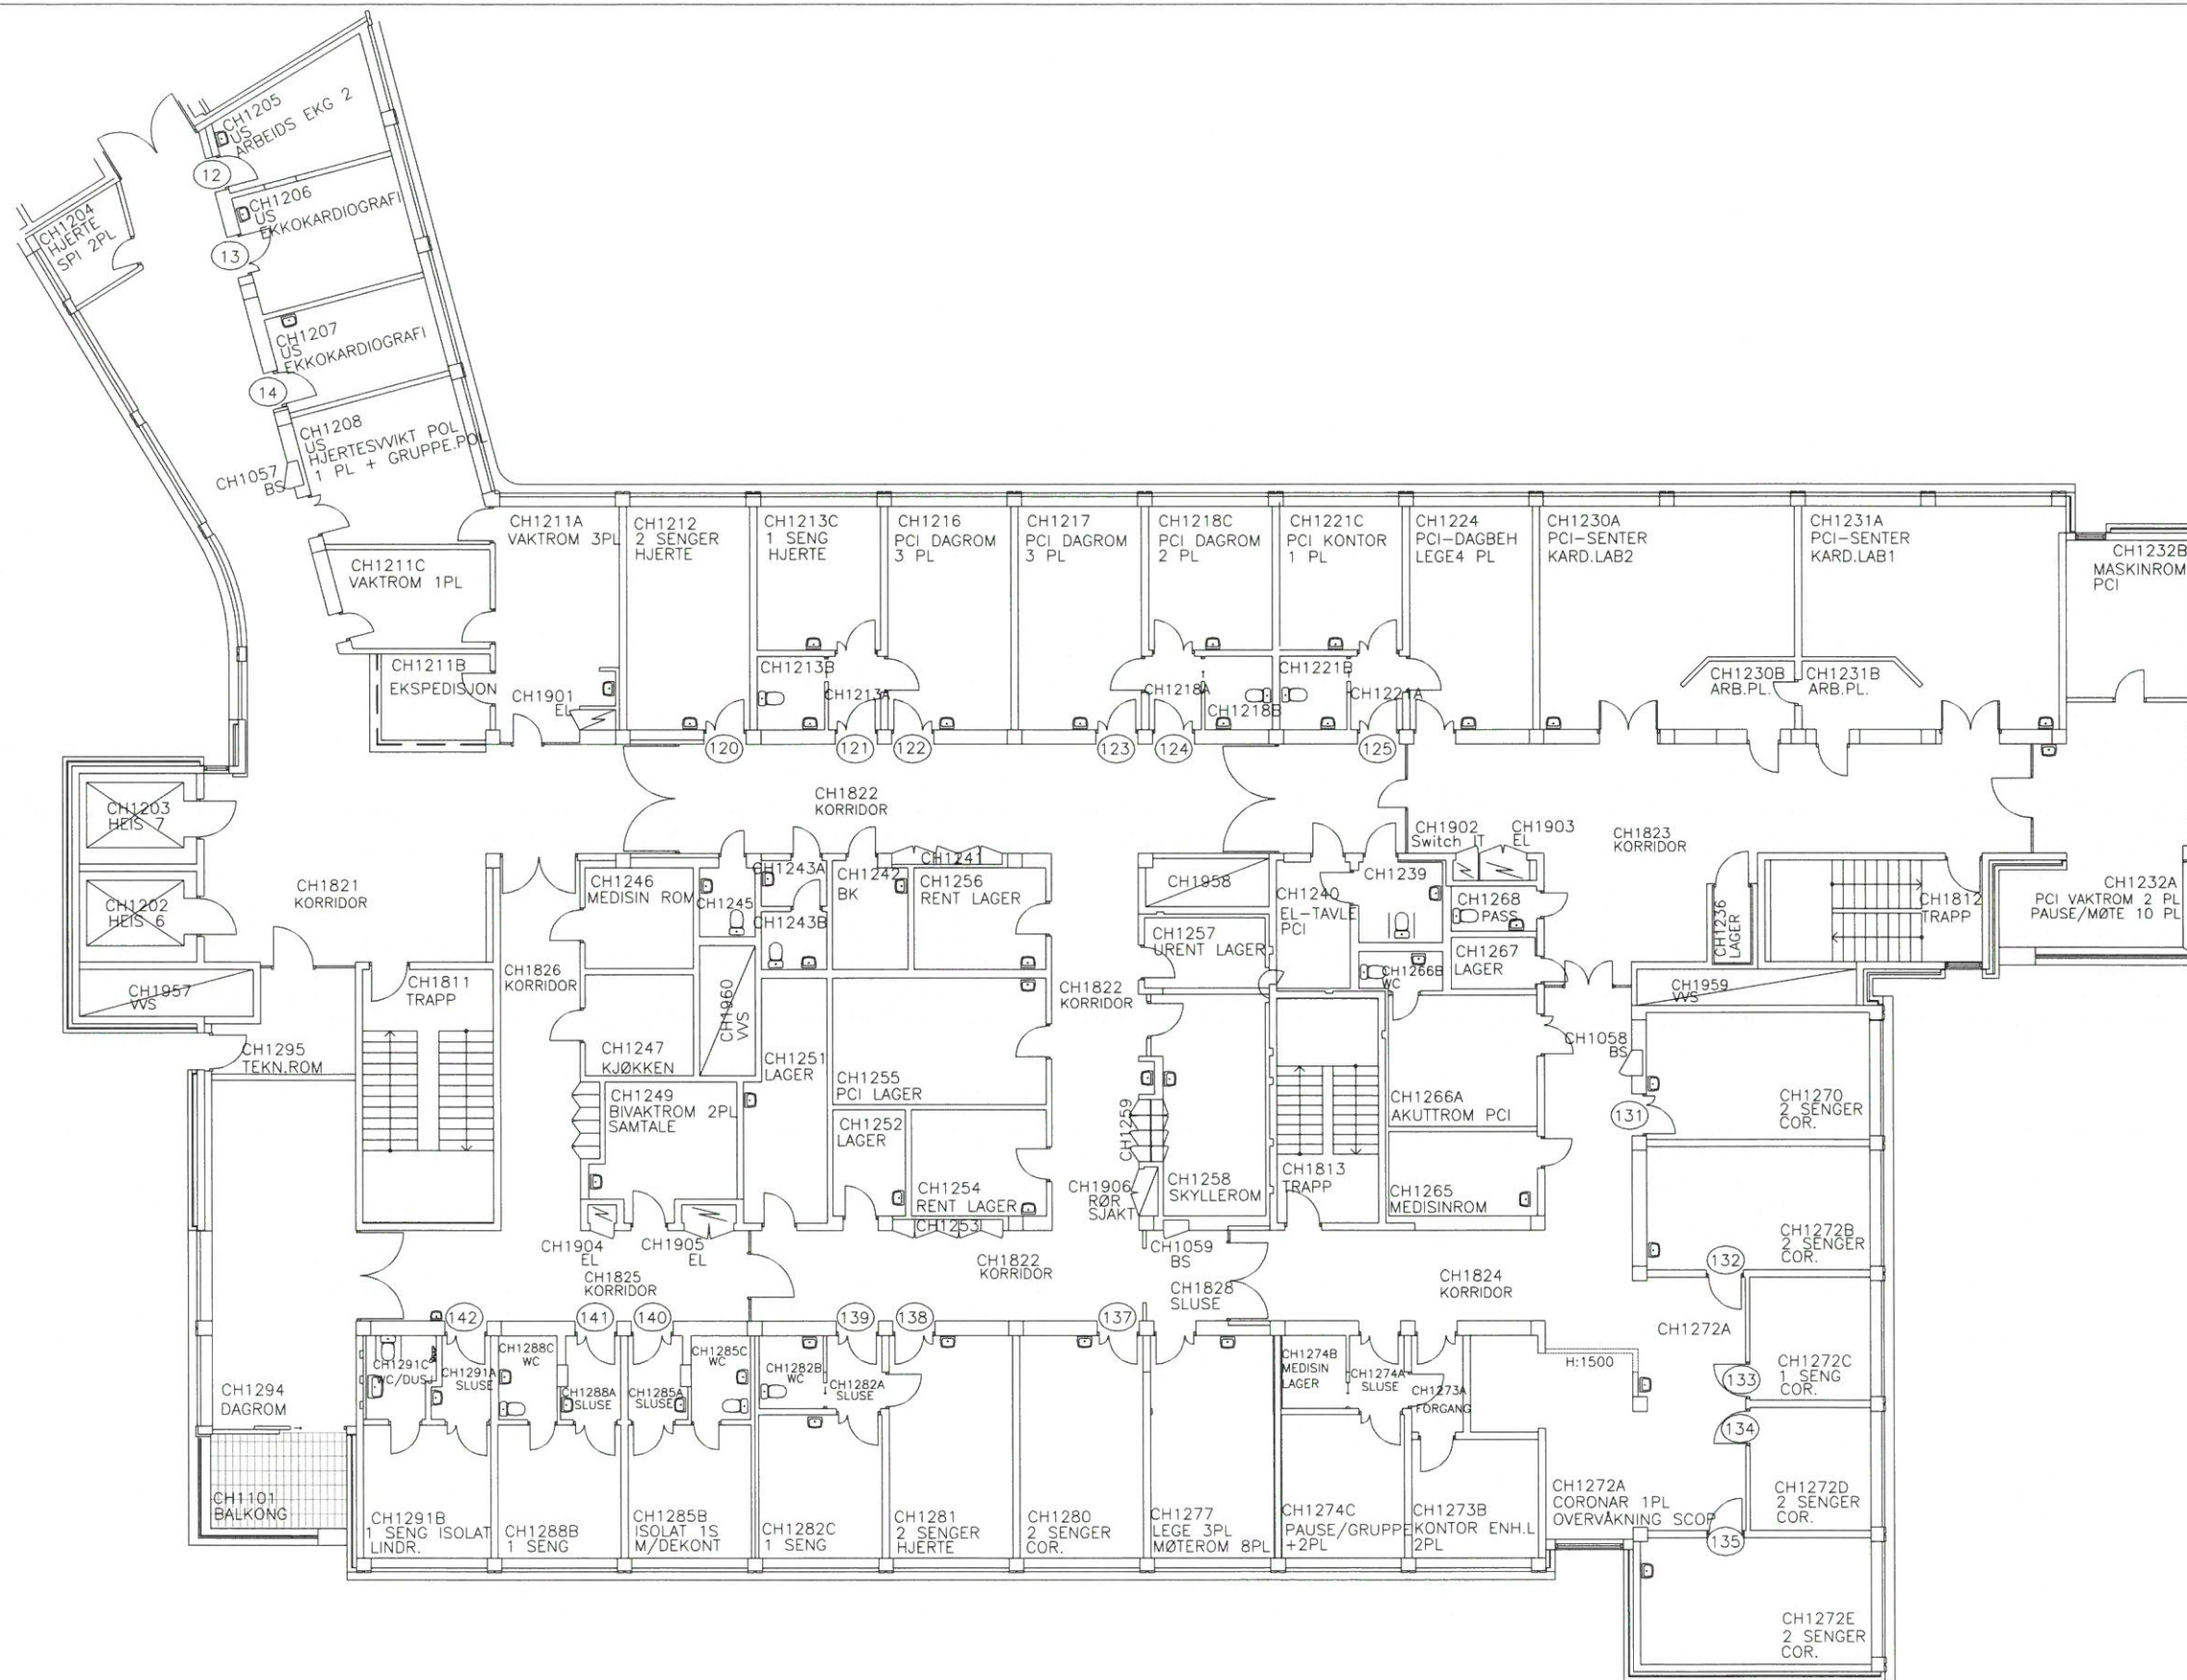 CH1205
US
ARBEIDS EKG 2
12
CH1206
US
EKKOKARDIOGRAFI
CH1204
HJERTE
SPI 2PL
13
CH1207
US
EKKOKARDIOGRAFI
14
CH1208
US
HJERTESVIKT POL
1 PL + GRUPPE.POL
CH1057
BS
CH1211A
VAKTROM 3PL
CH1212
2 SENGER
HJERTE
CH1213C
1 SENG
HJERTE
CH1216
PCI DAGROM
3 PL
CH1217
PCI DAGROM
3 PL
CH1218C
PCI DAGROM
2 PL
CH1221C
PCI KONTOR
1 PL
CH1224
PCI-DAGBEH
LEGE4 PL
CH1230A
PCI-SENTER
KARD.LAB2
CH1231A
PCI-SENTER
KARD.LAB1
CH1232B
MASKINROM
PCI
CH1211C
VAKTROM 1PL
CH1211B
EKSPEDISJON
CH1901
EL
CH1213B
CH1213A
CH1218A
CH1218B
CH1221B
CH1221A
CH1230B
ARB.PL.
CH1231B
ARB.PL.
120
121
122
123
124
125
CH1203
HEIS 7
CH1822
KORRIDOR
CH1902
Switch IT
CH1903
EL
CH1823
KORRIDOR
CH1202
HEIS 6
CH1821
KORRIDOR
CH1246
MEDISIN ROM
CH1245
CH1243A
CH1243B
CH1242
BK
CH1241
CH1256
RENT LAGER
CH1958
CH1240
EL-TAVLE
PCI
CH1239
CH1268
PASS
CH1236
LAGER
CH1812
TRAPP
CH1232A
PCI VAKTROM 2 PL
PAUSE/MØTE 10 PL
CH1257
URENT LAGER
CH1267
LAGER
CH1266B
WC
CH1957
VVS
CH1811
TRAPP
CH1826
KORRIDOR
CH1960
VVS
CH1822
KORRIDOR
CH1959
VVS
CH1295
TEKN.ROM
CH1247
KJØKKEN
CH1251
LAGER
CH1255
PCI LAGER
CH1058
BS
CH1249
BIVAKTROM 2PL
SAMTALE
CH1252
LAGER
CH1259
CH1266A
AKUTTROM PCI
131
CH1270
2 SENGER
COR.
CH1254
RENT LAGER
CH1253
CH1906
RØR
SJAKT
CH1258
SKYLLEROM
CH1813
TRAPP
CH1265
MEDISINROM
CH1272B
2 SENGER
COR.
132
CH1904
EL
CH1905
EL
CH1825
KORRIDOR
CH1822
KORRIDOR
CH1059
BS
CH1828
SLUSE
CH1824
KORRIDOR
142
141
140
139
138
137
CH1272A
CH1291C
WC/DUSJ
CH1291A
SLUSE
CH1288C
WC
CH1288A
SLUSE
CH1285A
SLUSE
CH1285C
WC
CH1282B
WC
CH1282A
SLUSE
CH1274B
MEDISIN
LAGER
CH1274A
SLUSE
CH1273A
FORGANG
H:1500
133
CH1272C
1 SENG
COR.
CH1294
DAGROM
134
CH1101
BALKONG
CH1291B
1 SENG ISOLAT
LINDR.
CH1288B
1 SENG
CH1285B
ISOLAT 1S
M/DEKONT
CH1282C
1 SENG
CH1281
2 SENGER
HJERTE
CH1280
2 SENGER
COR.
CH1277
LEGE 3PL
MØTEROM 8PL
CH1274C
PAUSE/GRUPPE
+2PL
CH1273B
KONTOR ENH.L
2PL
CH1272A
CORONAR 1PL
OVERVÅKNING SCOP
CH1272D
2 SENGER
COR.
135
CH1272E
2 SENGER
COR.